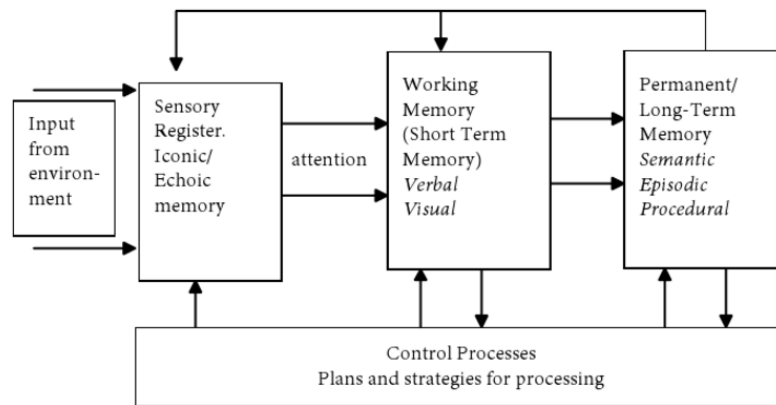 Input
from
environ-
ment
Sensory
Register.
Iconic/
Echoic
memory
attention
Working
Memory
(Short Term
Memory)
Verbal
Visual
Permanent/
Long-Term
Memory
Semantic
Episodic
Procedural
Control Processes
Plans and strategies for processing